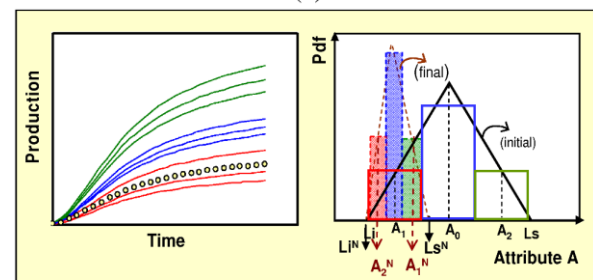 Production
Time
Pdf
(final)
(initial)
Li A₁ A₀ A₂ Ls
Liᴺ Lsᴺ
Attribute A
A₂ᴺ A₁ᴺ